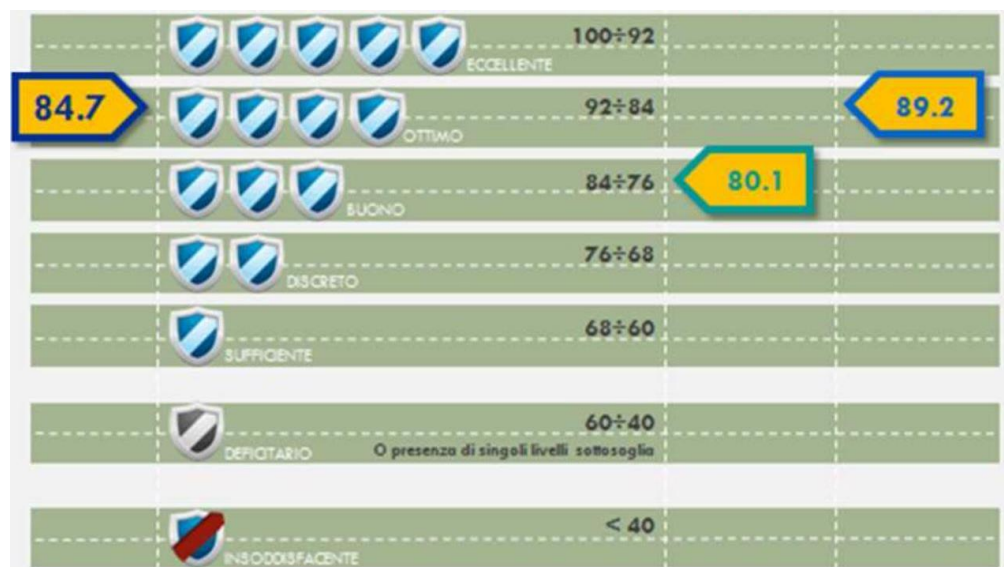 100÷92
ECCELLENTE
84.7
92÷84
OTTIMO
89.2
84÷76
BUONO
80.1
76÷68
DISCRETO
68÷60
SUFFICIENTE
60÷40
DEFICITARIO
O presenza di singoli livelli sottosoglia
< 40
INSODDISFACENTE